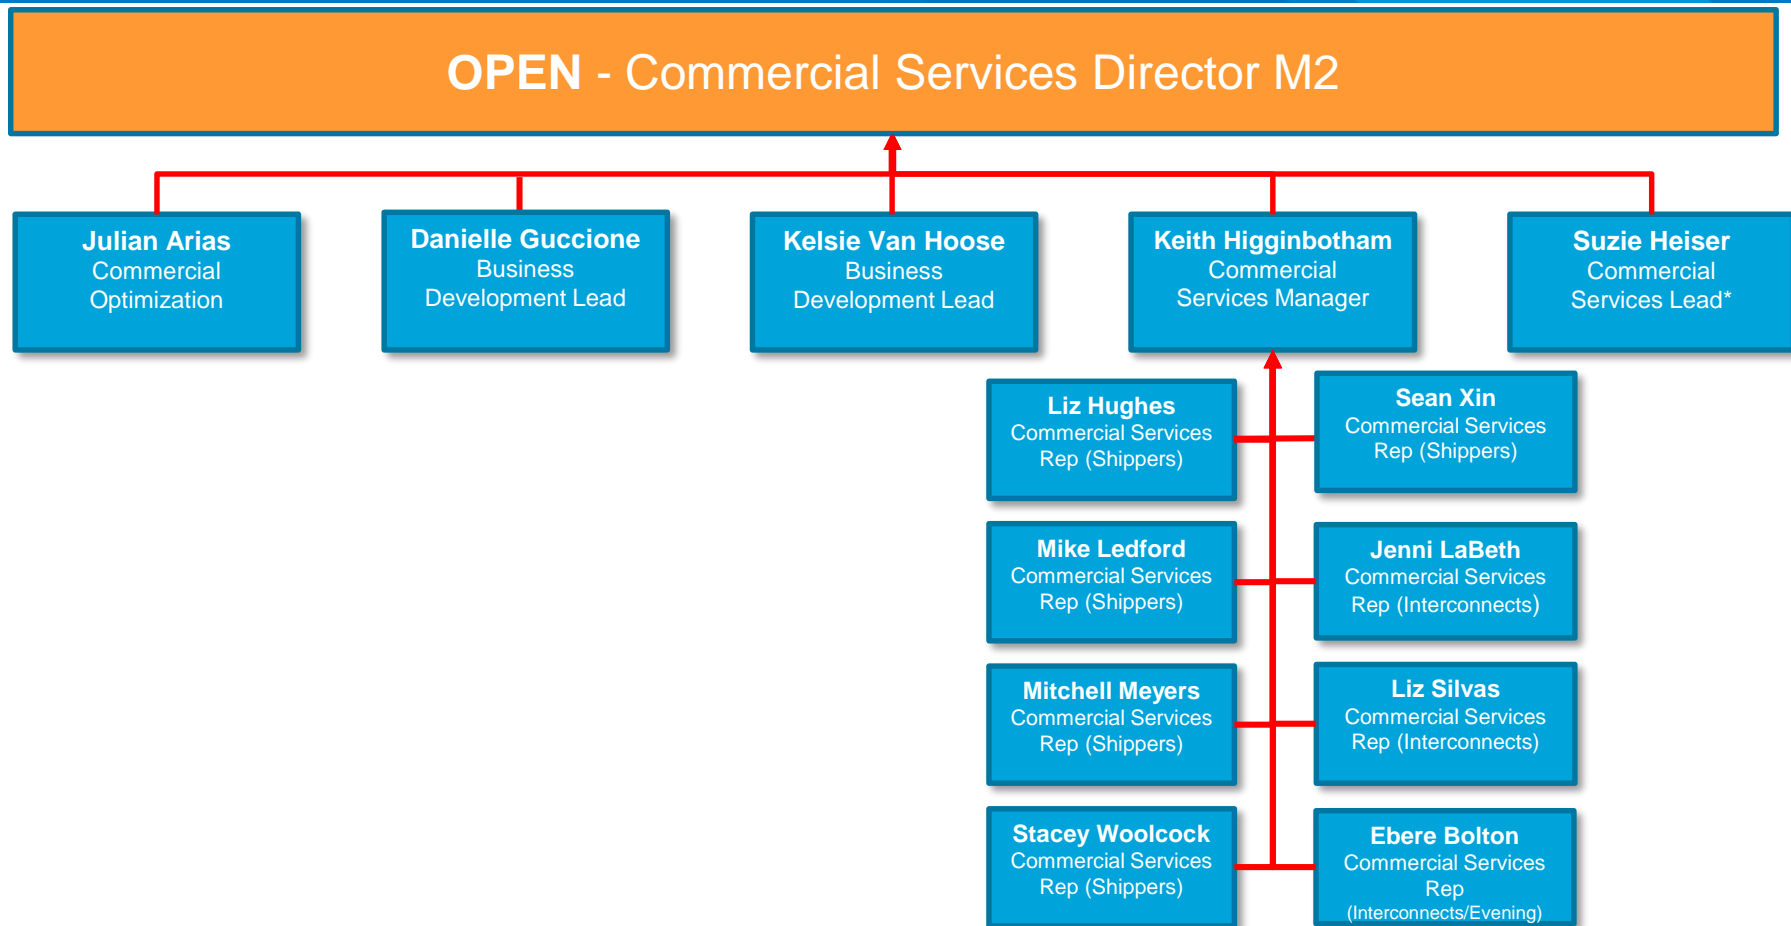 OPEN - Commercial Services Director M2
Julian Arias
Commercial
Optimization
Danielle Guccione
Business
Development Lead
Kelsie Van Hoose
Business
Development Lead
Keith Higginbotham
Commercial
Services Manager
Suzie Heiser
Commercial
Services Lead*
Liz Hughes
Commercial Services
Rep (Shippers)
Sean Xin
Commercial Services
Rep (Shippers)
Mike Ledford
Commercial Services
Rep (Shippers)
Jenni LaBeth
Commercial Services
Rep (Interconnects)
Mitchell Meyers
Commercial Services
Rep (Shippers)
Liz Silvas
Commercial Services
Rep (Interconnects)
Stacey Woolcock
Commercial Services
Rep (Shippers)
Ebere Bolton
Commercial Services
Rep
(Interconnects/Evening)